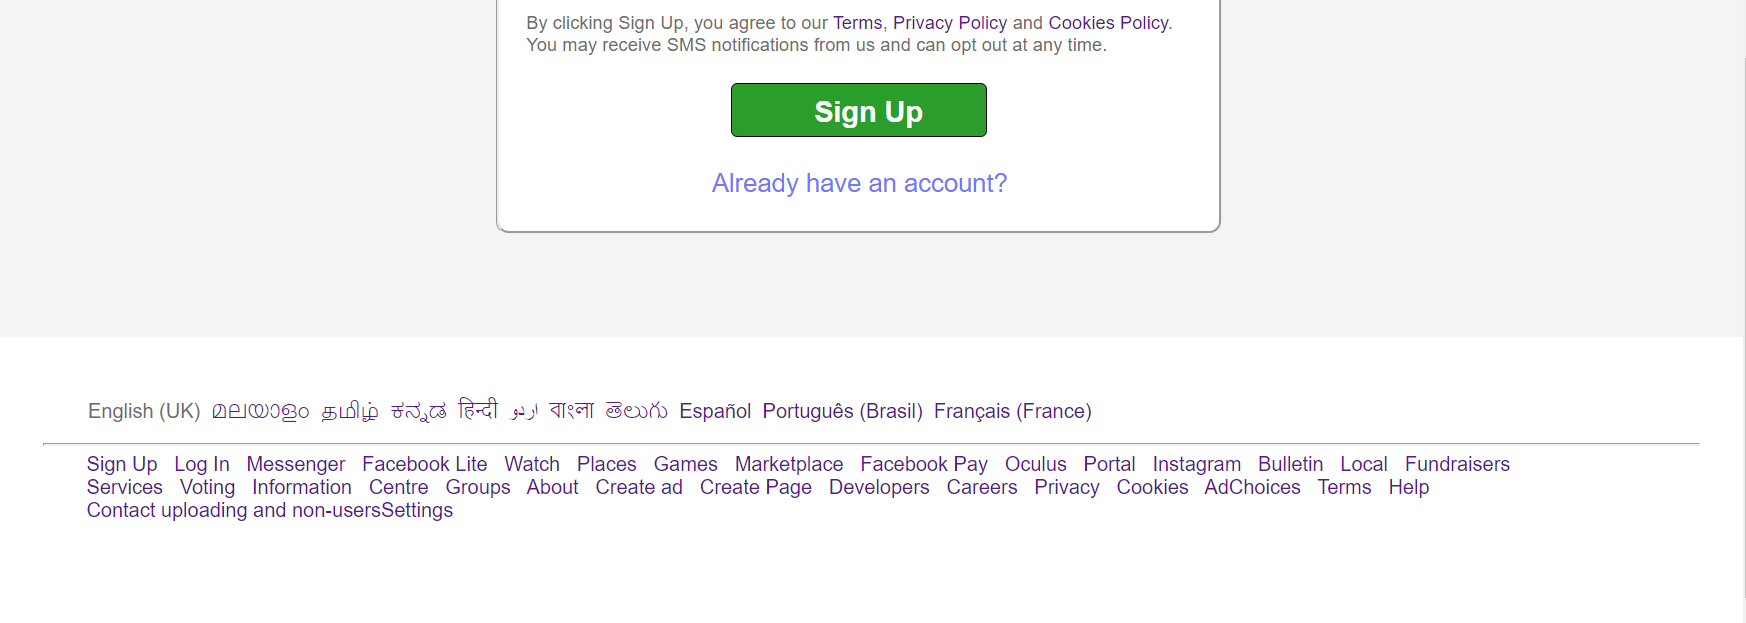 By clicking Sign Up, you agree to our Terms, Privacy Policy and Cookies Policy.
You may receive SMS notifications from us and can opt out at any time.
Sign Up
Already have an account?
English (UK) മലയാളം தமிழ் ಕನ್ನಡ हिन्दी اردو বাংলা తెలుగు Español Português (Brasil) Français (France)
Sign Up Log In Messenger Facebook Lite Watch Places Games Marketplace Facebook Pay Oculus Portal Instagram Bulletin Local Fundraisers
Services Voting Information Centre Groups About Create ad Create Page Developers Careers Privacy Cookies AdChoices Terms Help
Contact uploading and non-usersSettings